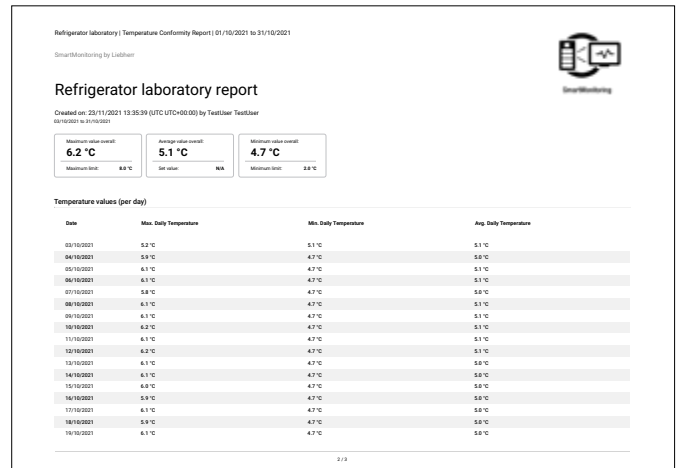 Refrigerator laboratory | Temperature Conformity Report | 01/10/2021 to 31/10/2021
SmartMonitoring by Liebherr
SmartMonitoring
Refrigerator laboratory report
Created on: 23/11/2021 13:35:39 (UTC UTC+00:00) by TestUser TestUser
03/10/2021 to 31/10/2021
Maximum value overall: Average value overall: Minimum value overall:
6.2 °C 5.1 °C 4.7 °C
Maximum limit: 8.0 °C Set value: N/A Minimum limit: 2.0 °C
Temperature values (per day)
Date Max. Daily Temperature Min. Daily Temperature Avg. Daily Temperature
03/10/2021 5.2 °C 5.1 °C 5.1 °C
04/10/2021 5.9 °C 4.7 °C 5.0 °C
05/10/2021 6.1 °C 4.7 °C 5.1 °C
06/10/2021 6.1 °C 4.7 °C 5.1 °C
07/10/2021 5.8 °C 4.7 °C 5.0 °C
08/10/2021 6.1 °C 4.7 °C 5.1 °C
09/10/2021 6.1 °C 4.7 °C 5.1 °C
10/10/2021 6.2 °C 4.7 °C 5.1 °C
11/10/2021 6.1 °C 4.7 °C 5.1 °C
12/10/2021 6.2 °C 4.7 °C 5.1 °C
13/10/2021 6.1 °C 4.7 °C 5.0 °C
14/10/2021 6.1 °C 4.7 °C 5.0 °C
15/10/2021 6.0 °C 4.7 °C 5.0 °C
16/10/2021 5.9 °C 4.7 °C 5.0 °C
17/10/2021 6.1 °C 4.7 °C 5.0 °C
18/10/2021 5.9 °C 4.7 °C 5.0 °C
19/10/2021 6.1 °C 4.7 °C 5.0 °C
2 / 3